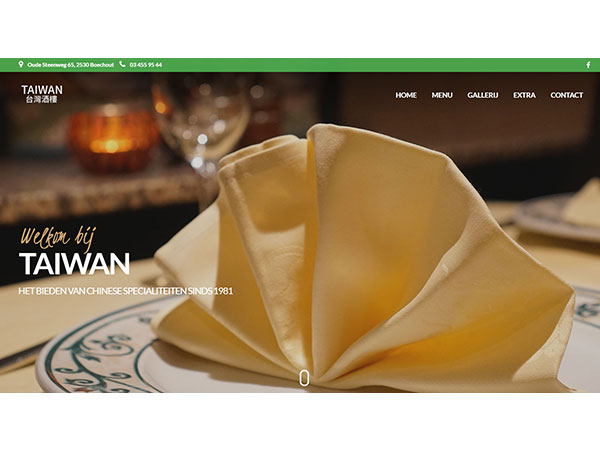 Oude Steenweg 65, 2530 Boechout 03 455 95 44
TAIWAN
台灣酒樓
HOME MENU GALLERIJ EXTRA CONTACT
Welkom bij
TAIWAN
HET BIEDEN VAN CHINESE SPECIALITEITEN SINDS 1981